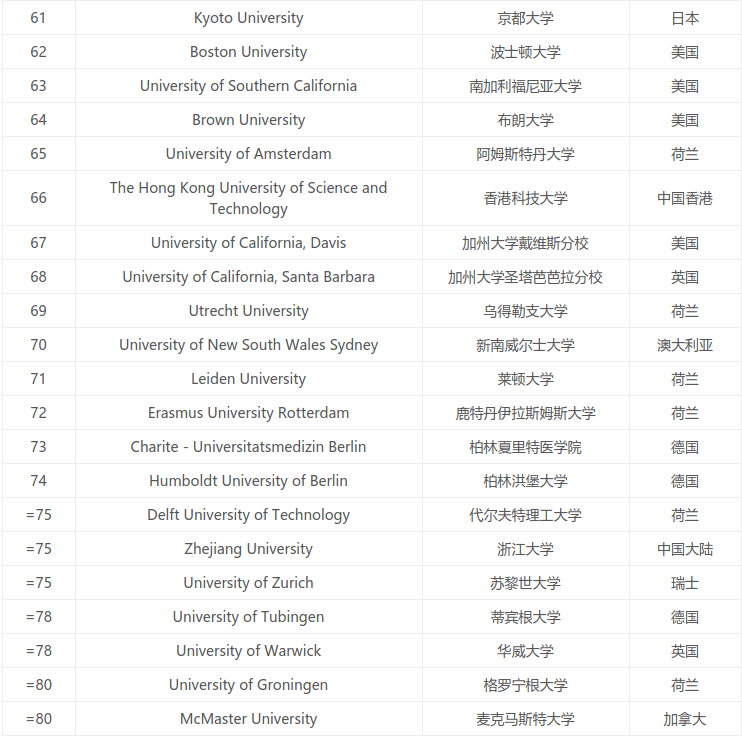 61 Kyoto University 京都大学 日本
62 Boston University 波士顿大学 美国
63 University of Southern California 南加利福尼亚大学 美国
64 Brown University 布朗大学 美国
65 University of Amsterdam 阿姆斯特丹大学 荷兰
66 The Hong Kong University of Science and
Technology 香港科技大学 中国香港
67 University of California, Davis 加州大学戴维斯分校 美国
68 University of California, Santa Barbara 加州大学圣塔芭芭拉分校 英国
69 Utrecht University 乌得勒支大学 荷兰
70 University of New South Wales Sydney 新南威尔士大学 澳大利亚
71 Leiden University 莱顿大学 荷兰
72 Erasmus University Rotterdam 鹿特丹伊拉斯姆斯大学 荷兰
73 Charite - Universitatsmedizin Berlin 柏林夏里特医学院 德国
74 Humboldt University of Berlin 柏林洪堡大学 德国
=75 Delft University of Technology 代尔夫特理工大学 荷兰
=75 Zhejiang University 浙江大学 中国大陆
=75 University of Zurich 苏黎世大学 瑞士
=78 University of Tubingen 蒂宾根大学 德国
=78 University of Warwick 华威大学 英国
=80 University of Groningen 格罗宁根大学 荷兰
=80 McMaster University 麦克马斯特大学 加拿大